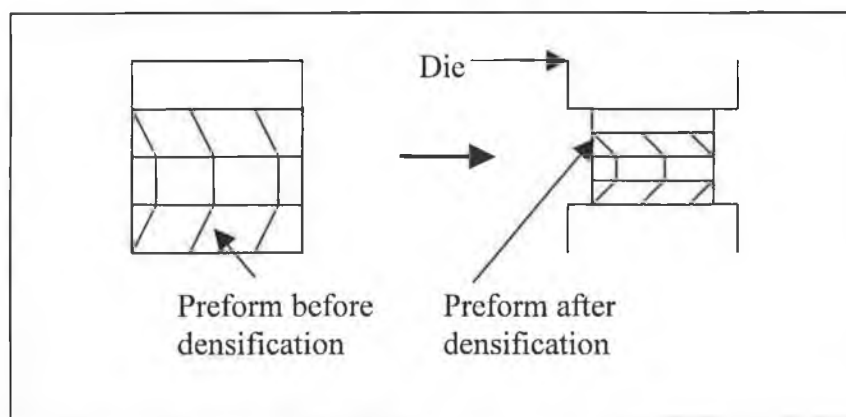 Die
Preform before
densification
Preform after
densification